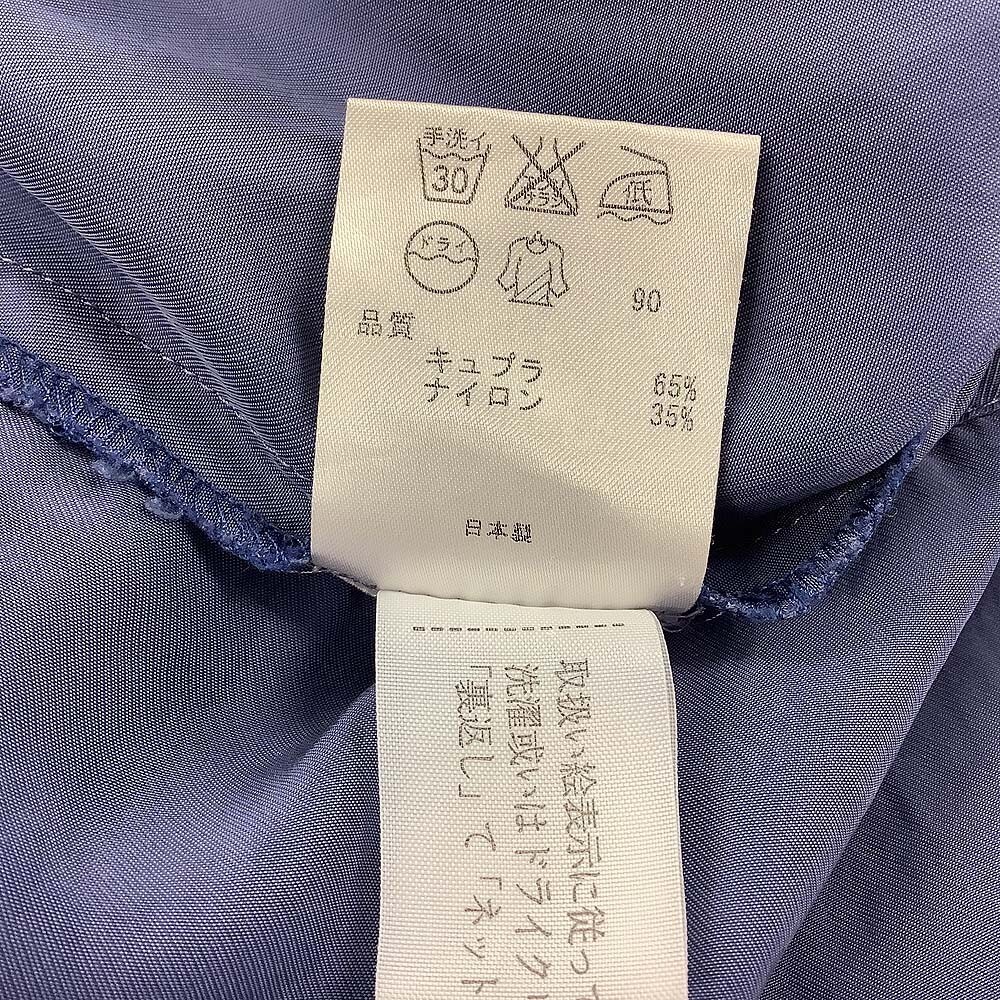 手洗イ
30
低
ドライ
90
品質
キュプラ 65%
ナイロン 35%
日本製
取扱い絵表示に従って
洗濯或いはドライク
「裏返し」て「ネット